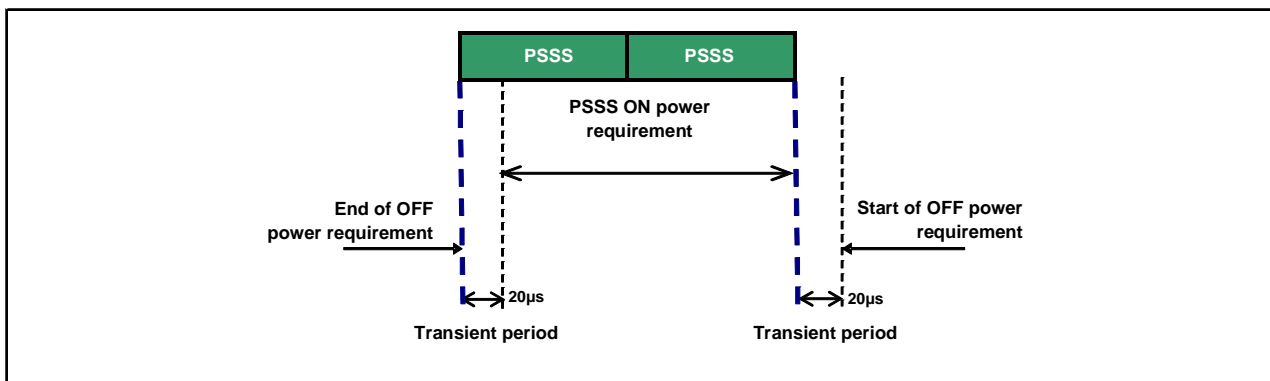 PSSS
PSSS
PSSS ON power
requirement
End of OFF
power requirement
Start of OFF power
requirement
20µs
20µs
Transient period
Transient period